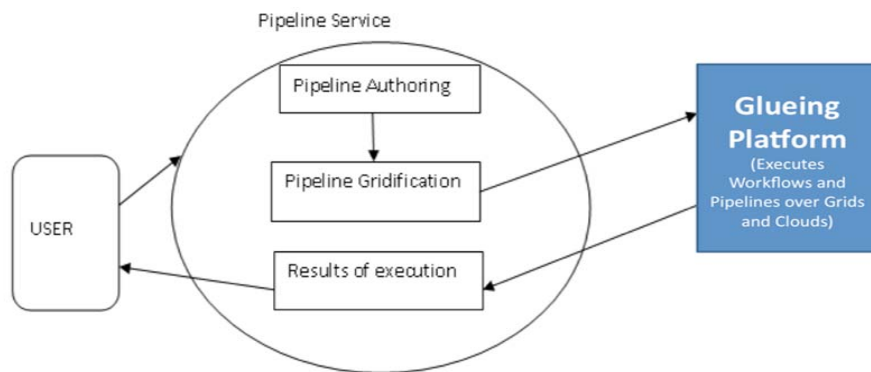 Pipeline Service
Pipeline Authoring
Pipeline Gridification
Results of execution
USER
Glueing
Platform
(Executes
Workflows and
Pipelines over Grids
and Clouds)